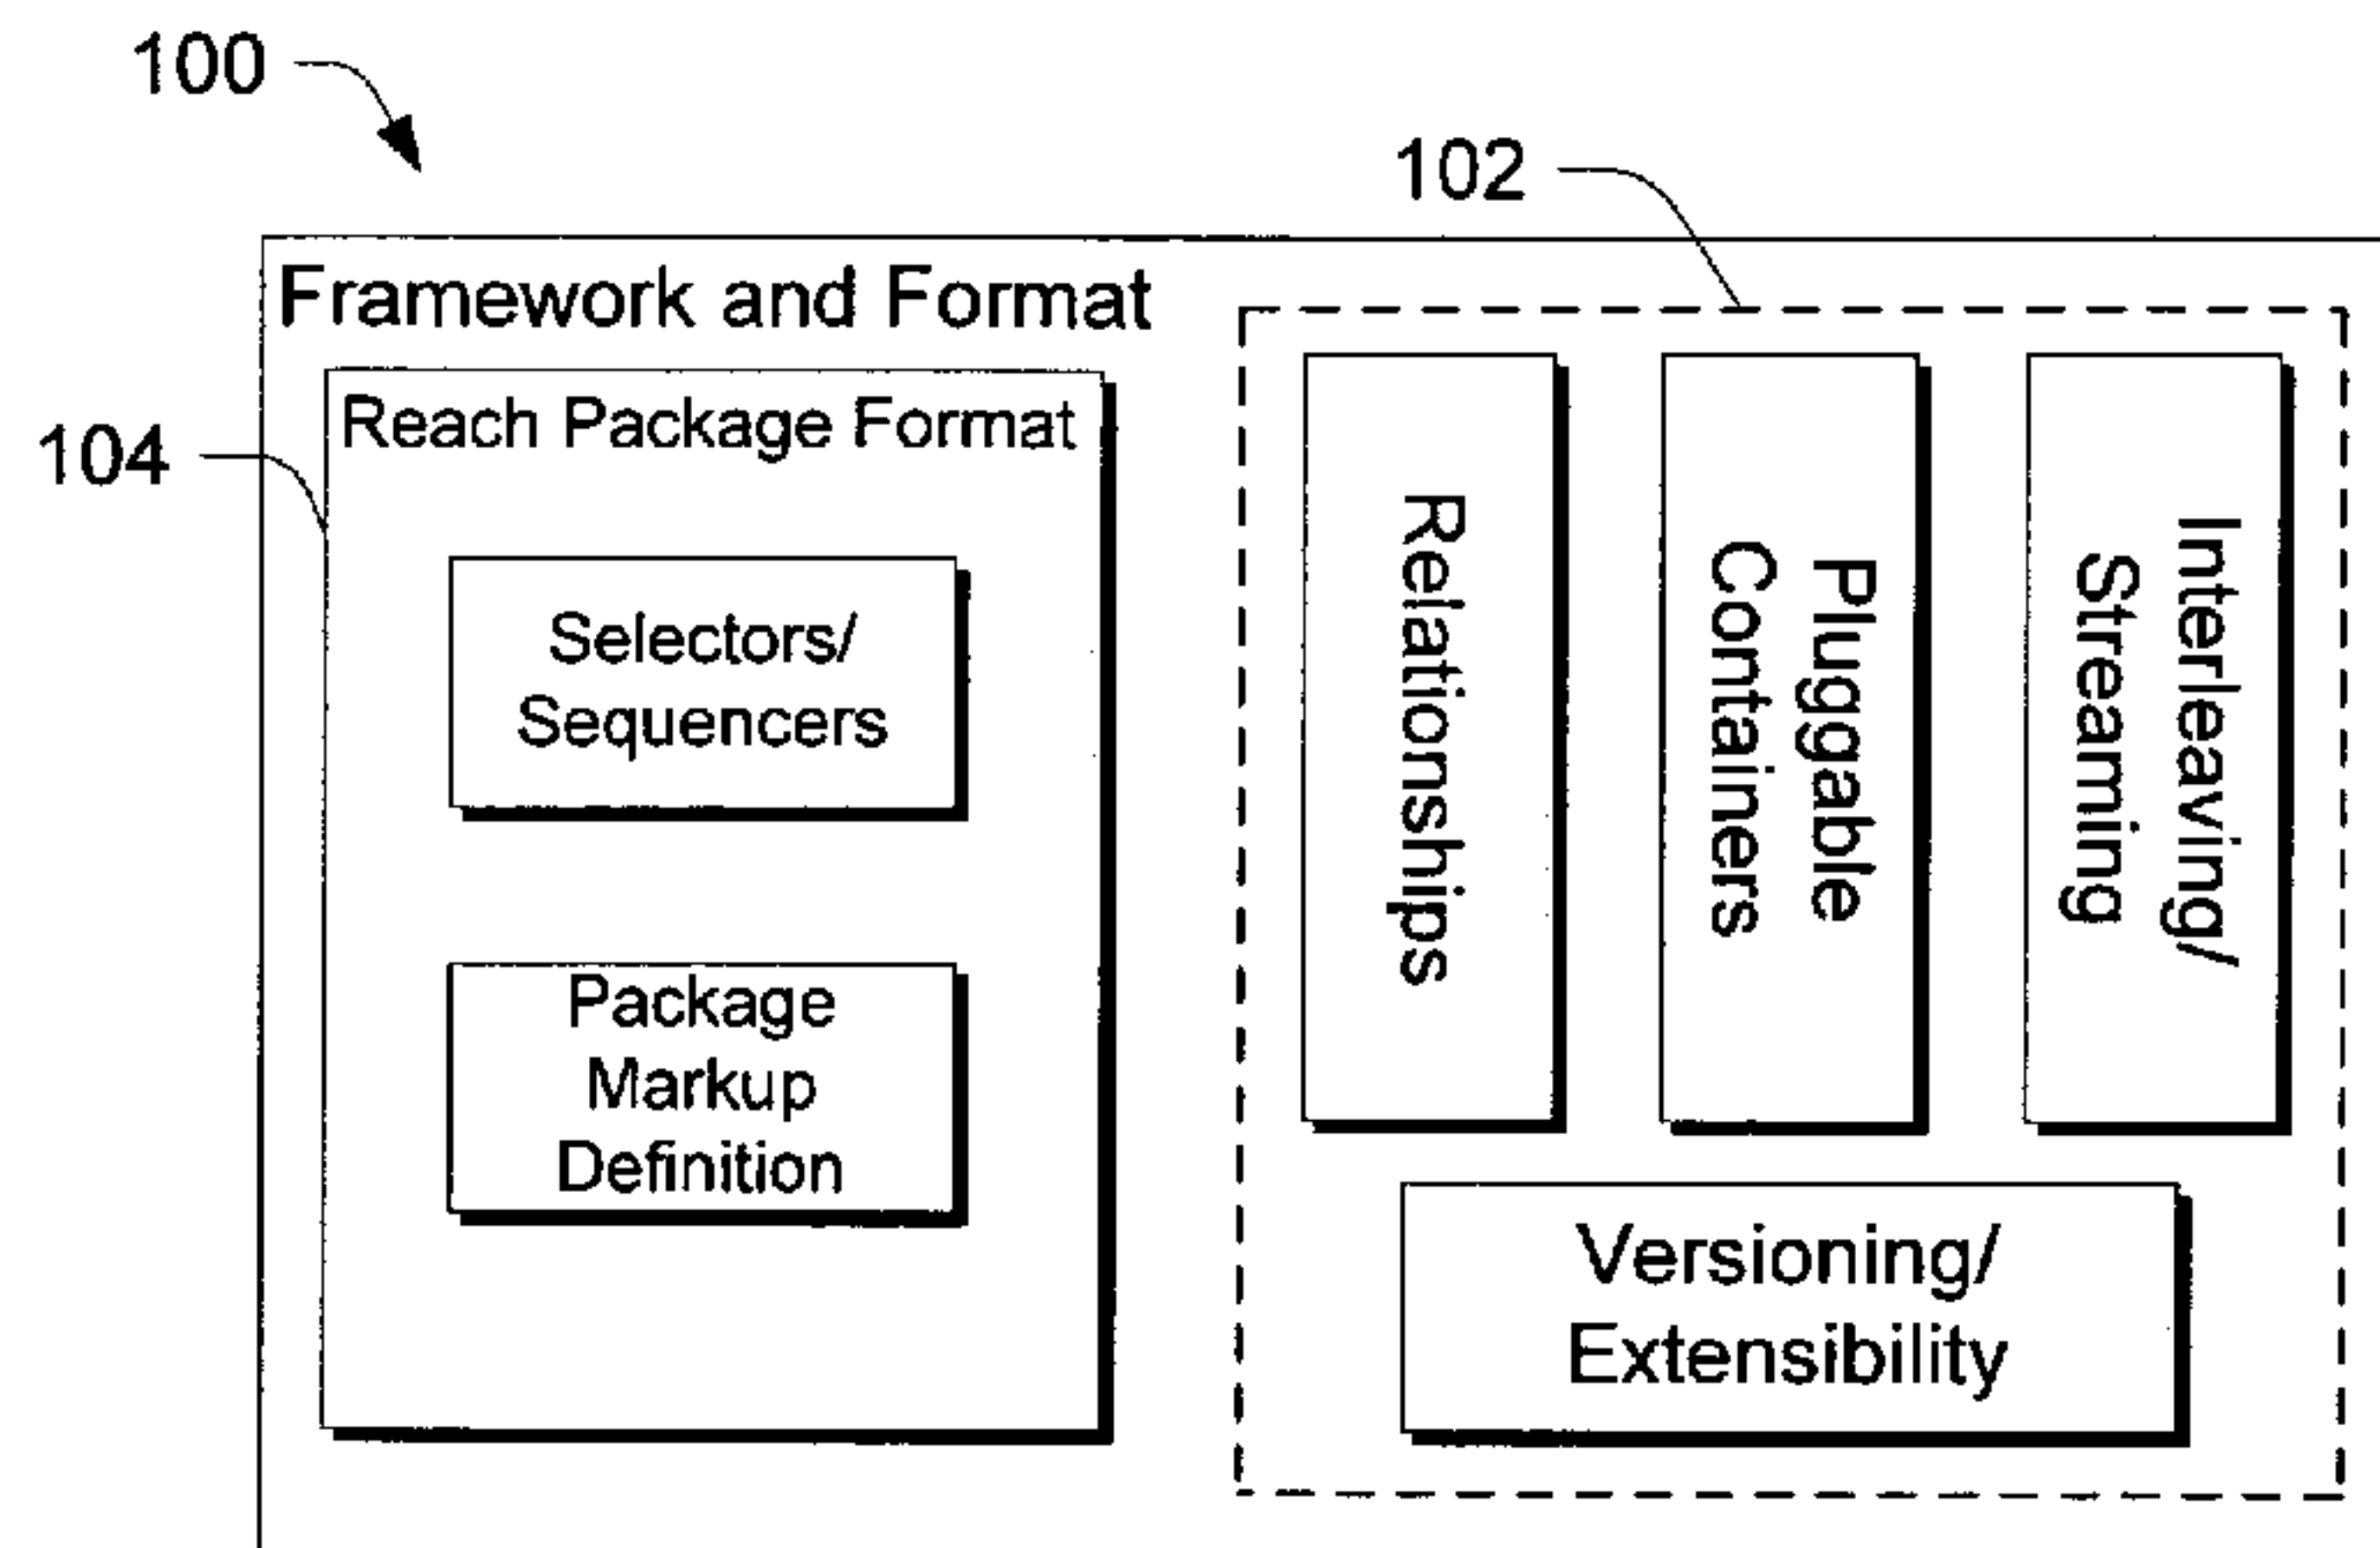 100
102
Framework and Format
104
Reach Package Format
Selectors/
Sequencers
Package
Markup
Definition
Relationships
Pluggable
Containers
Interleaving/
Streaming
Versioning/
Extensibility